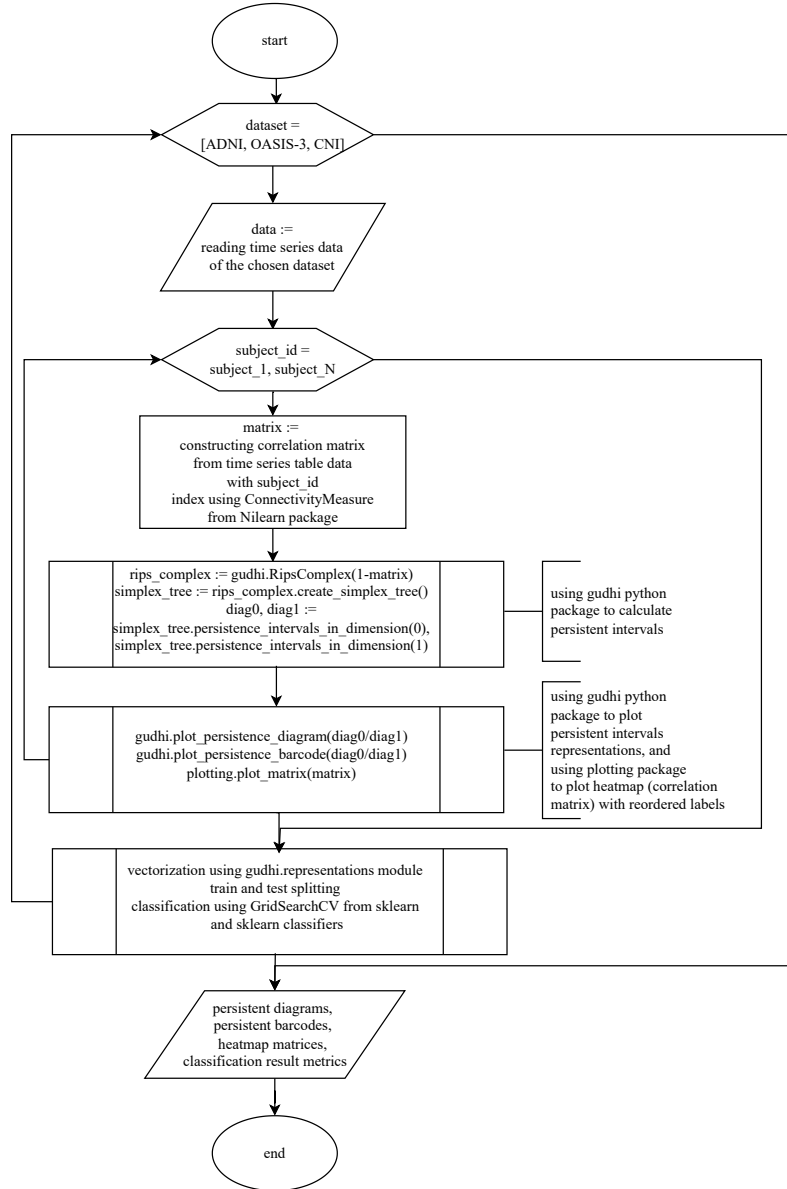 start
dataset =
[ADNI, OASIS-3, CNI]
data :=
reading time series data
of the chosen dataset
subject_id =
subject_1, subject_N
matrix :=
constructing correlation matrix
from time series table data
with subject_id
index using ConnectivityMeasure
from Nilearn package
rips_complex := gudhi.RipsComplex(1-matrix)
simplex_tree := rips_complex.create_simplex_tree()
diag0, diag1 :=
simplex_tree.persistence_intervals_in_dimension(0),
simplex_tree.persistence_intervals_in_dimension(1)
using gudhi python
package to calculate
persistent intervals
gudhi.plot_persistence_diagram(diag0/diag1)
gudhi.plot_persistence_barcode(diag0/diag1)
plotting.plot_matrix(matrix)
using gudhi python
package to plot
persistent intervals
representations, and
using plotting package
to plot heatmap (correlation
matrix) with reordered labels
vectorization using gudhi.representations module
train and test splitting
classification using GridSearchCV from sklearn
and sklearn classifiers
persistent diagrams,
persistent barcodes,
heatmap matrices,
classification result metrics
end